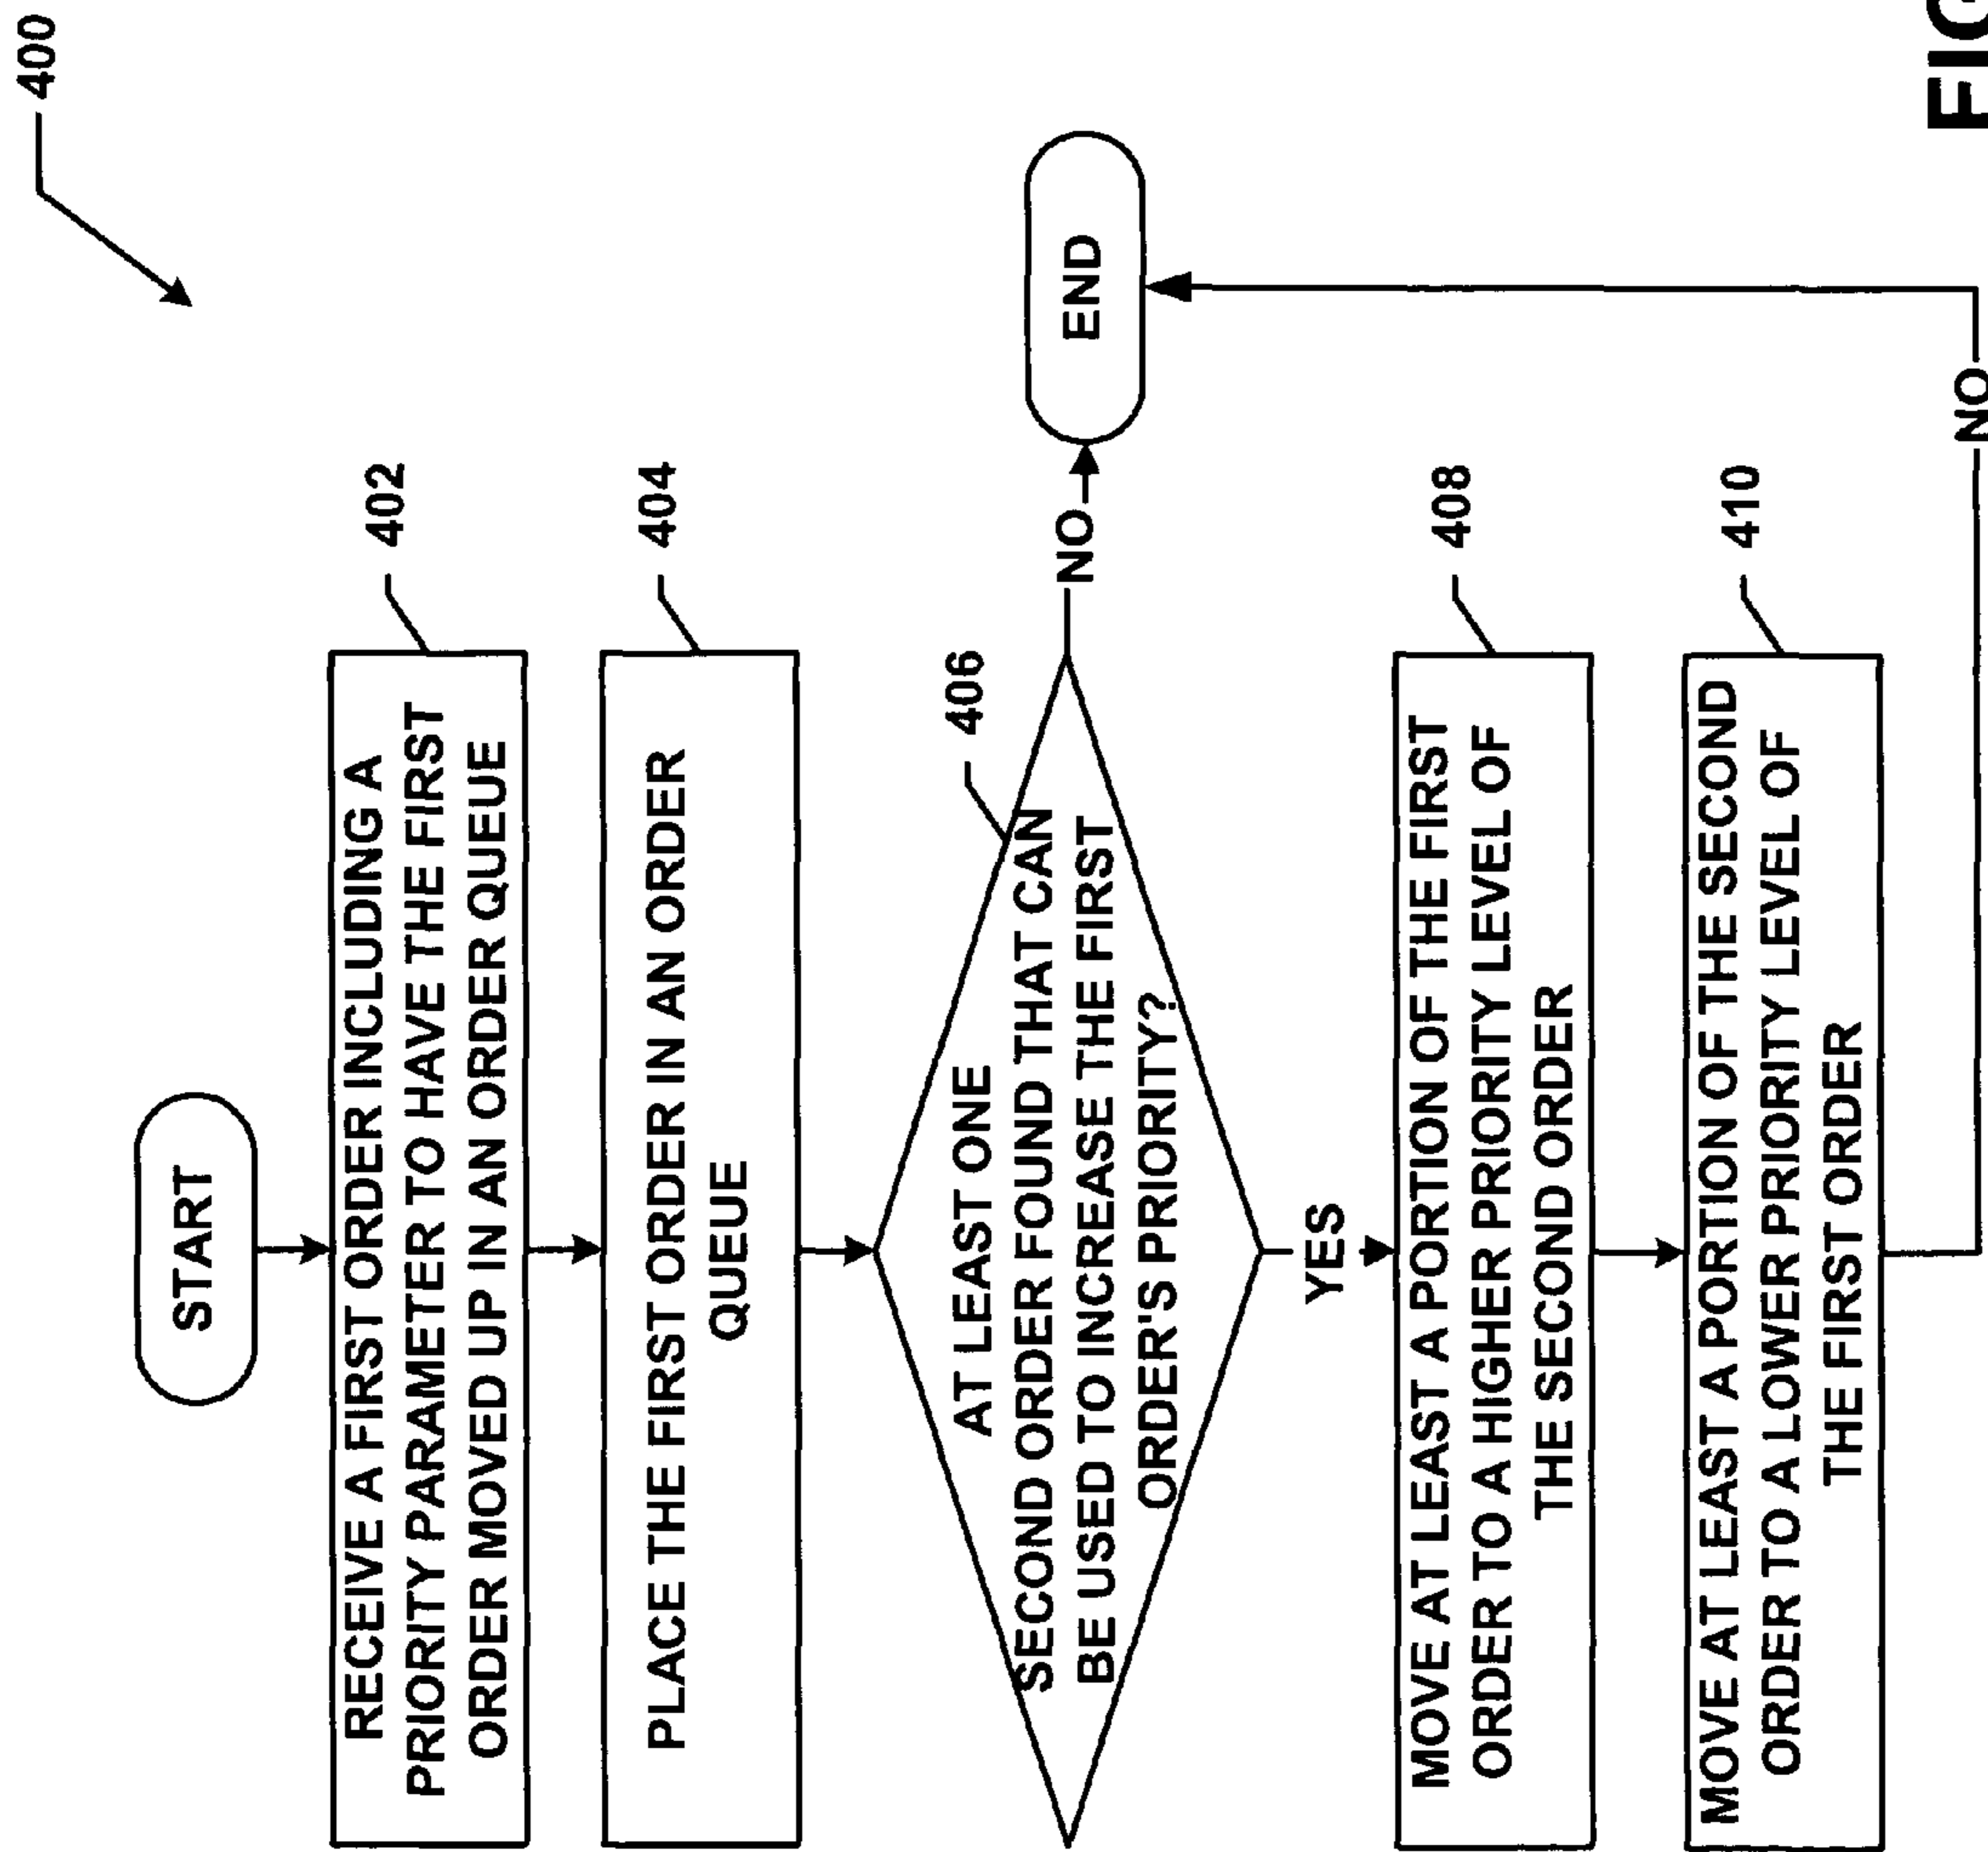 400
START
RECEIVE A FIRST ORDER INCLUDING A
PRIORITY PARAMETER TO HAVE THE FIRST
ORDER MOVED UP IN AN ORDER QUEUE
402
PLACE THE FIRST ORDER IN AN ORDER
QUEUE
404
406
AT LEAST ONE
SECOND ORDER FOUND THAT CAN
BE USED TO INCREASE THE FIRST
ORDER'S PRIORITY?
NO
END
YES
MOVE AT LEAST A PORTION OF THE FIRST
ORDER TO A HIGHER PRIORITY LEVEL OF
THE SECOND ORDER
408
MOVE AT LEAST A PORTION OF THE SECOND
ORDER TO A LOWER PRIORITY LEVEL OF
THE FIRST ORDER
410
NO